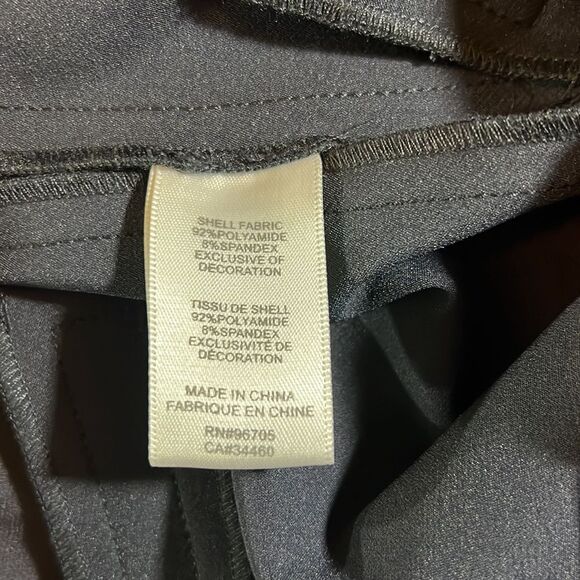 SHELL FABRIC
92%POLYAMIDE
8%SPANDEX
EXCLUSIVE OF
DECORATION
TISSU DE SHELL
92%POLYAMIDE
8%SPANDEX
EXCLUSIVITÉ DE
DÉCORATION
MADE IN CHINA
FABRIQUE EN CHINE
RN#96705
CA#34460